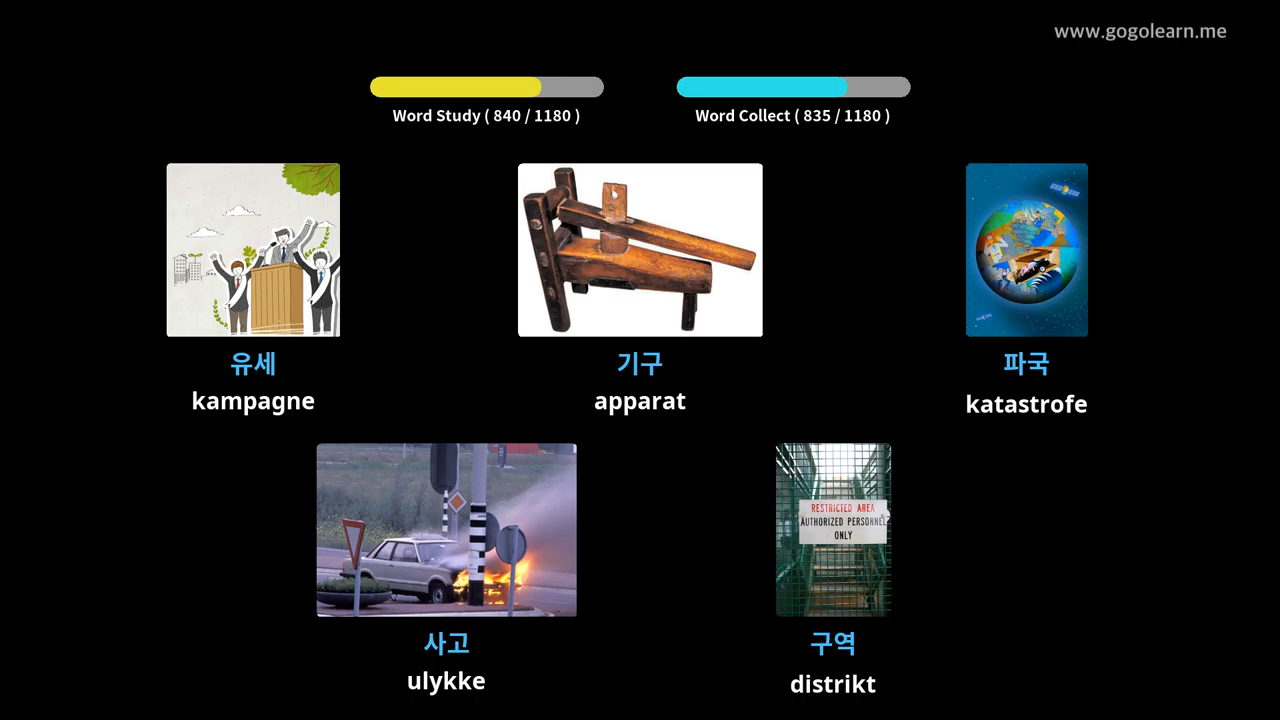 www.gogolearn.me
Word Study ( 840 / 1180 )
Word Collect ( 835 / 1180 )
유세
kampagne
기구
apparat
파국
katastrofe
RESTRICTED AREA
AUTHORIZED PERSONNEL
ONLY
사고
ulykke
구역
distrikt